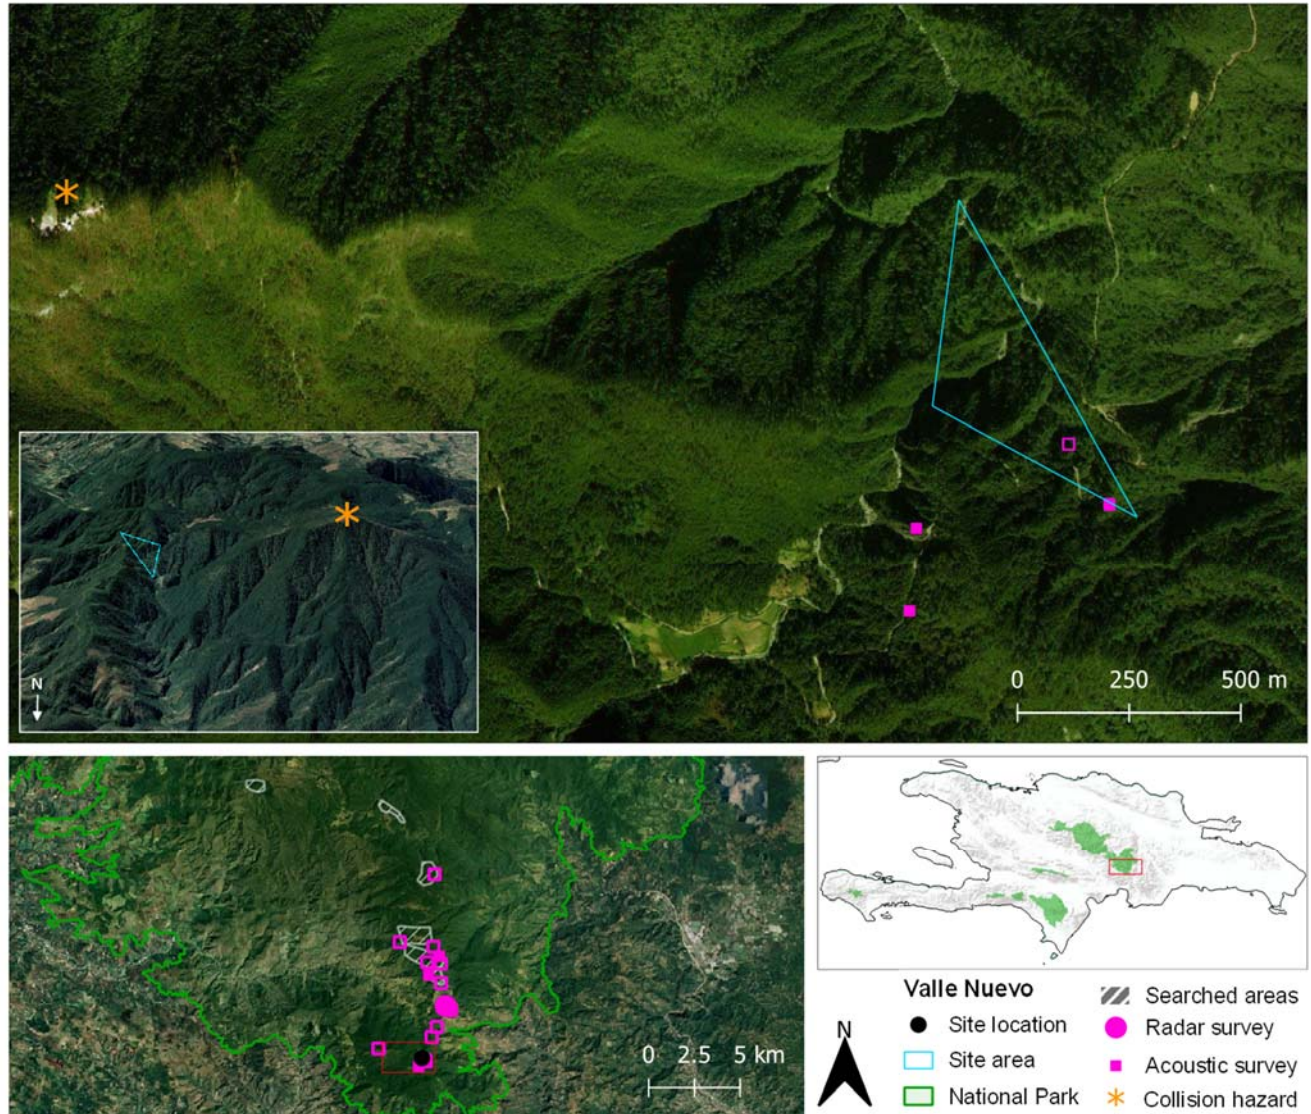 0 250 500 m
N
0 2.5 5 km
N
Valle Nuevo
Site location
Site area
National Park
Searched areas
Radar survey
Acoustic survey
Collision hazard